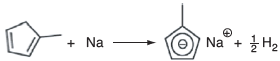 + Na ⟶ ⊖ Na⊕ + ½ H₂